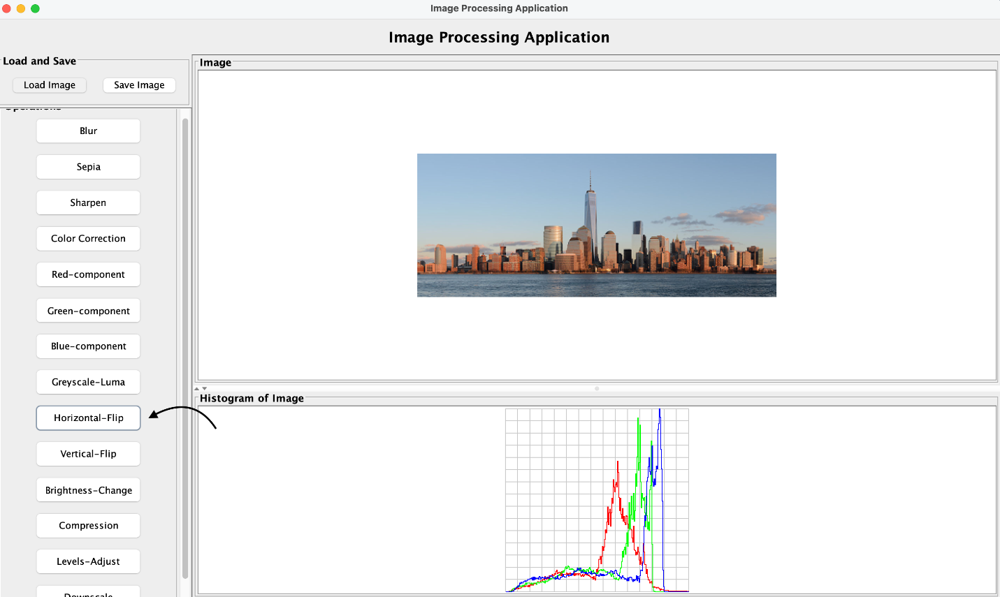 Image Processing Application
Image Processing Application
Load and Save
Load Image
Save Image
Operations
Blur
Sepia
Sharpen
Color Correction
Red-component
Green-component
Blue-component
Greyscale-Luma
Horizontal-Flip
Vertical-Flip
Brightness-Change
Compression
Levels-Adjust
Downscale
Image
Histogram of Image